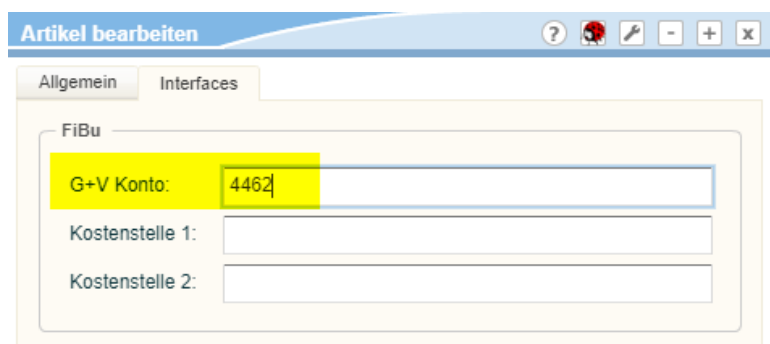 Artikel bearbeiten ? - + x
Allgemein Interfaces
FiBu
G+V Konto: 4462
Kostenstelle 1:
Kostenstelle 2: